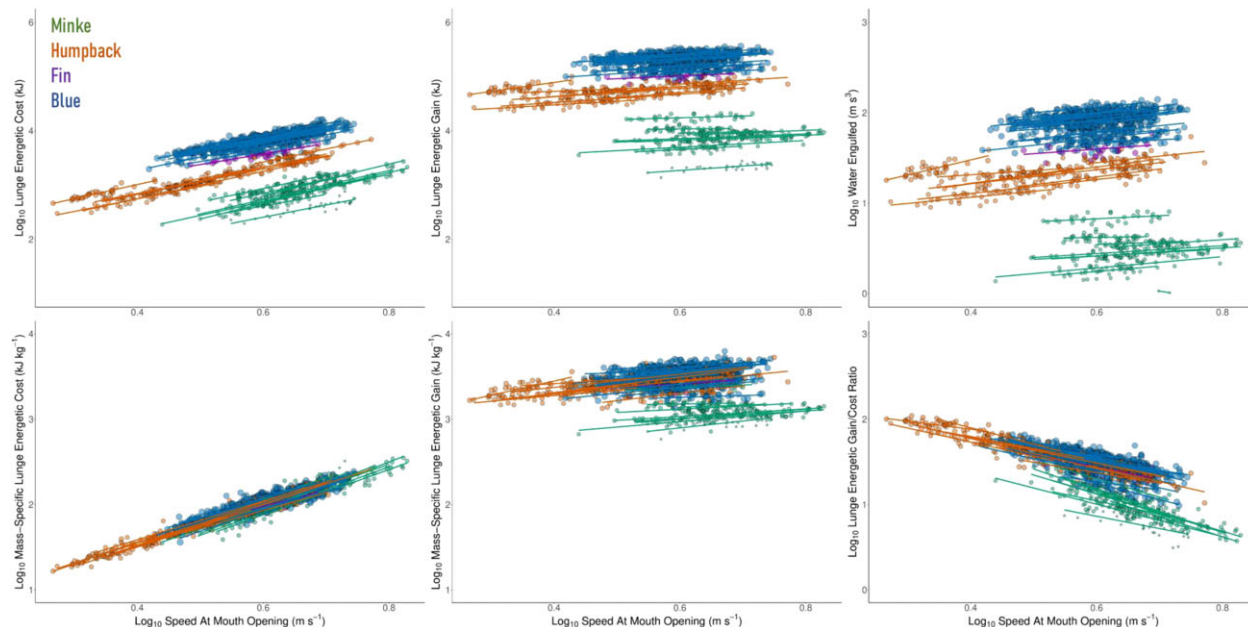 Minke
Humpback
Fin
Blue
Log10 Lunge Energetic Cost (kJ)
6
4
2
0.4 0.6 0.8
Log10 Lunge Energetic Gain (kJ)
6
4
2
0.4 0.6 0.8
Log10 Water Engulfed (m s³)
3
2
1
0
0.4 0.6 0.8
Log10 Mass−Specific Lunge Energetic Cost (kJ kg⁻¹)
4
3
2
1
0.4 0.6 0.8
Log10 Speed At Mouth Opening (m s⁻¹)
Log10 Mass−Specific Lunge Energetic Gain (kJ kg⁻¹)
4
3
2
1
0.4 0.6 0.8
Log10 Speed At Mouth Opening (m s⁻¹)
Log10 Lunge Energetic Gain/Cost Ratio
3
2
1
0
0.4 0.6 0.8
Log10 Speed At Mouth Opening (m s⁻¹)